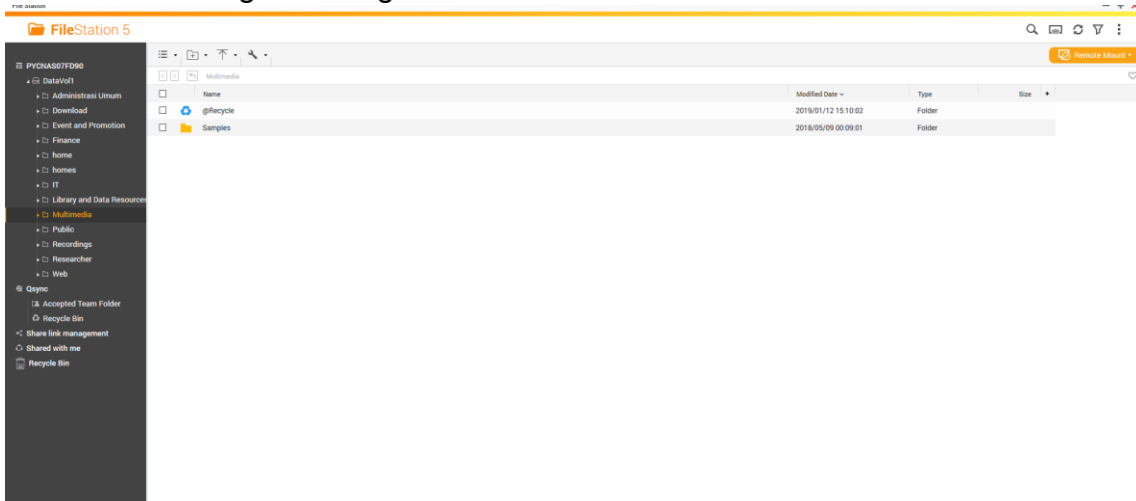 File Station
FileStation 5
Remote Mount
PYCNAS07FD90
DataVol1
Administrasi Umum
Download
Event and Promotion
Finance
home
homes
IT
Library and Data Resources
Multimedia
Public
Recordings
Researcher
Web
Qsync
Accepted Team Folder
Recycle Bin
Share link management
Shared with me
Recycle Bin
Multimedia
Name Modified Date Type Size
@Recycle 2019/01/12 15:10:02 Folder
Samples 2018/05/09 00:09:01 Folder